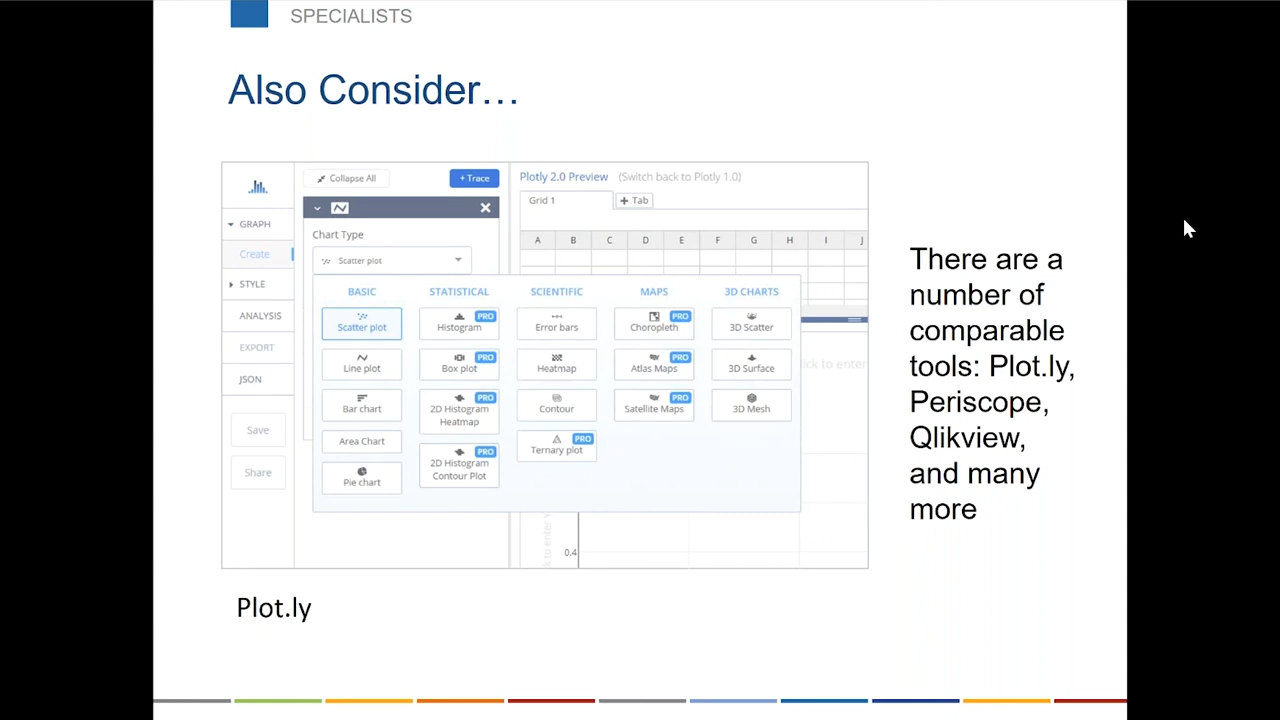 SPECIALISTS
Also Consider…
Collapse All
+ Trace
Plotly 2.0 Preview (Switch back to Plotly 1.0)
Grid 1
+ Tab
GRAPH
Create
STYLE
ANALYSIS
EXPORT
JSON
Save
Share
Chart Type
Scatter plot
A B C D E F G H I J
BASIC STATISTICAL SCIENTIFIC MAPS 3D CHARTS
Scatter plot
Line plot
Bar chart
Area Chart
Pie chart
PRO
Histogram
PRO
Box plot
PRO
2D Histogram
Heatmap
PRO
2D Histogram
Contour Plot
Error bars
Heatmap
Contour
PRO
Ternary plot
PRO
Choropleth
PRO
Atlas Maps
PRO
Satellite Maps
3D Scatter
3D Surface
3D Mesh
ick to enter
k to enter
0.4
There are a
number of
comparable
tools: Plot.ly,
Periscope,
Qlikview,
and many
more
Plot.ly